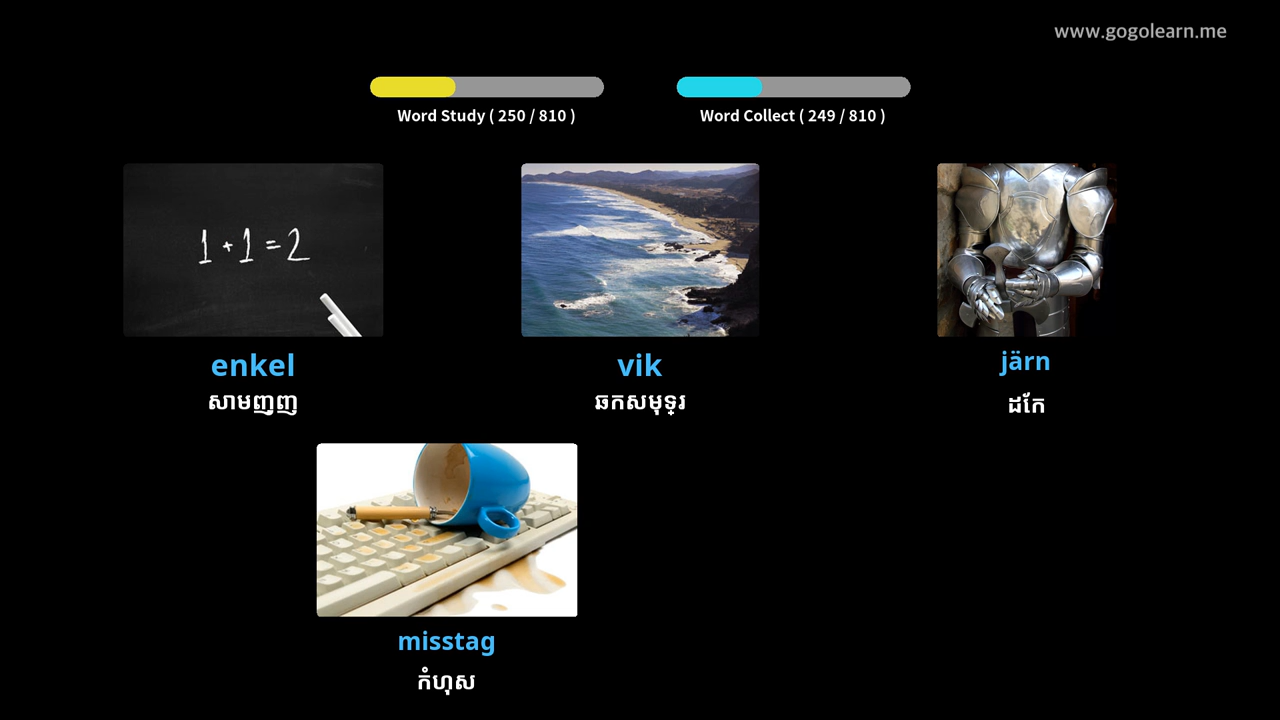 www.gogolearn.me
Word Study ( 250 / 810 )
Word Collect ( 249 / 810 )
1 + 1 = 2
enkel
vik
järn
សាមញ្ញ
ឆកសមុទ្រ
ដកែ
misstag
កំហុស